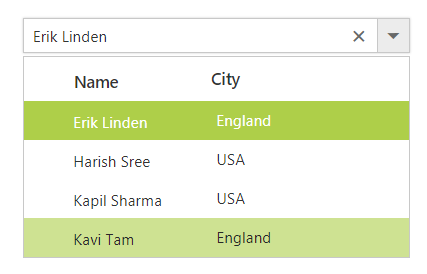 Erik Linden
Name City
Erik Linden England
Harish Sree USA
Kapil Sharma USA
Kavi Tam England